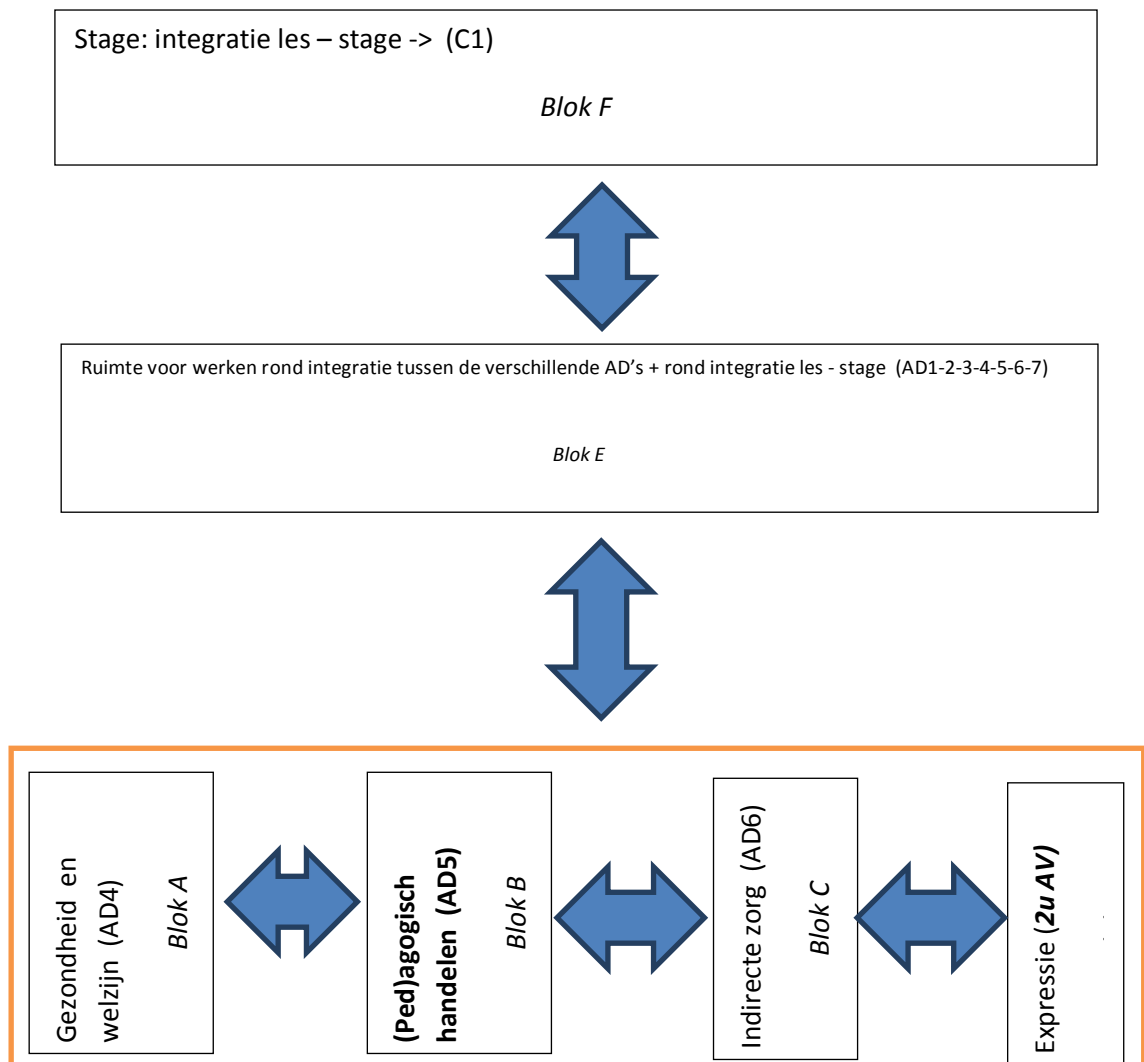 Stage: integratie les – stage -> (C1)
Blok F
Ruimte voor werken rond integratie tussen de verschillende AD's + rond integratie les - stage (AD1-2-3-4-5-6-7)
Blok E
Gezondheid en
welzijn (AD4)
Blok A
(Ped)agogisch
handelen (AD5)
Blok B
Indirecte zorg (AD6)
Blok C
Expressie (2u AV)